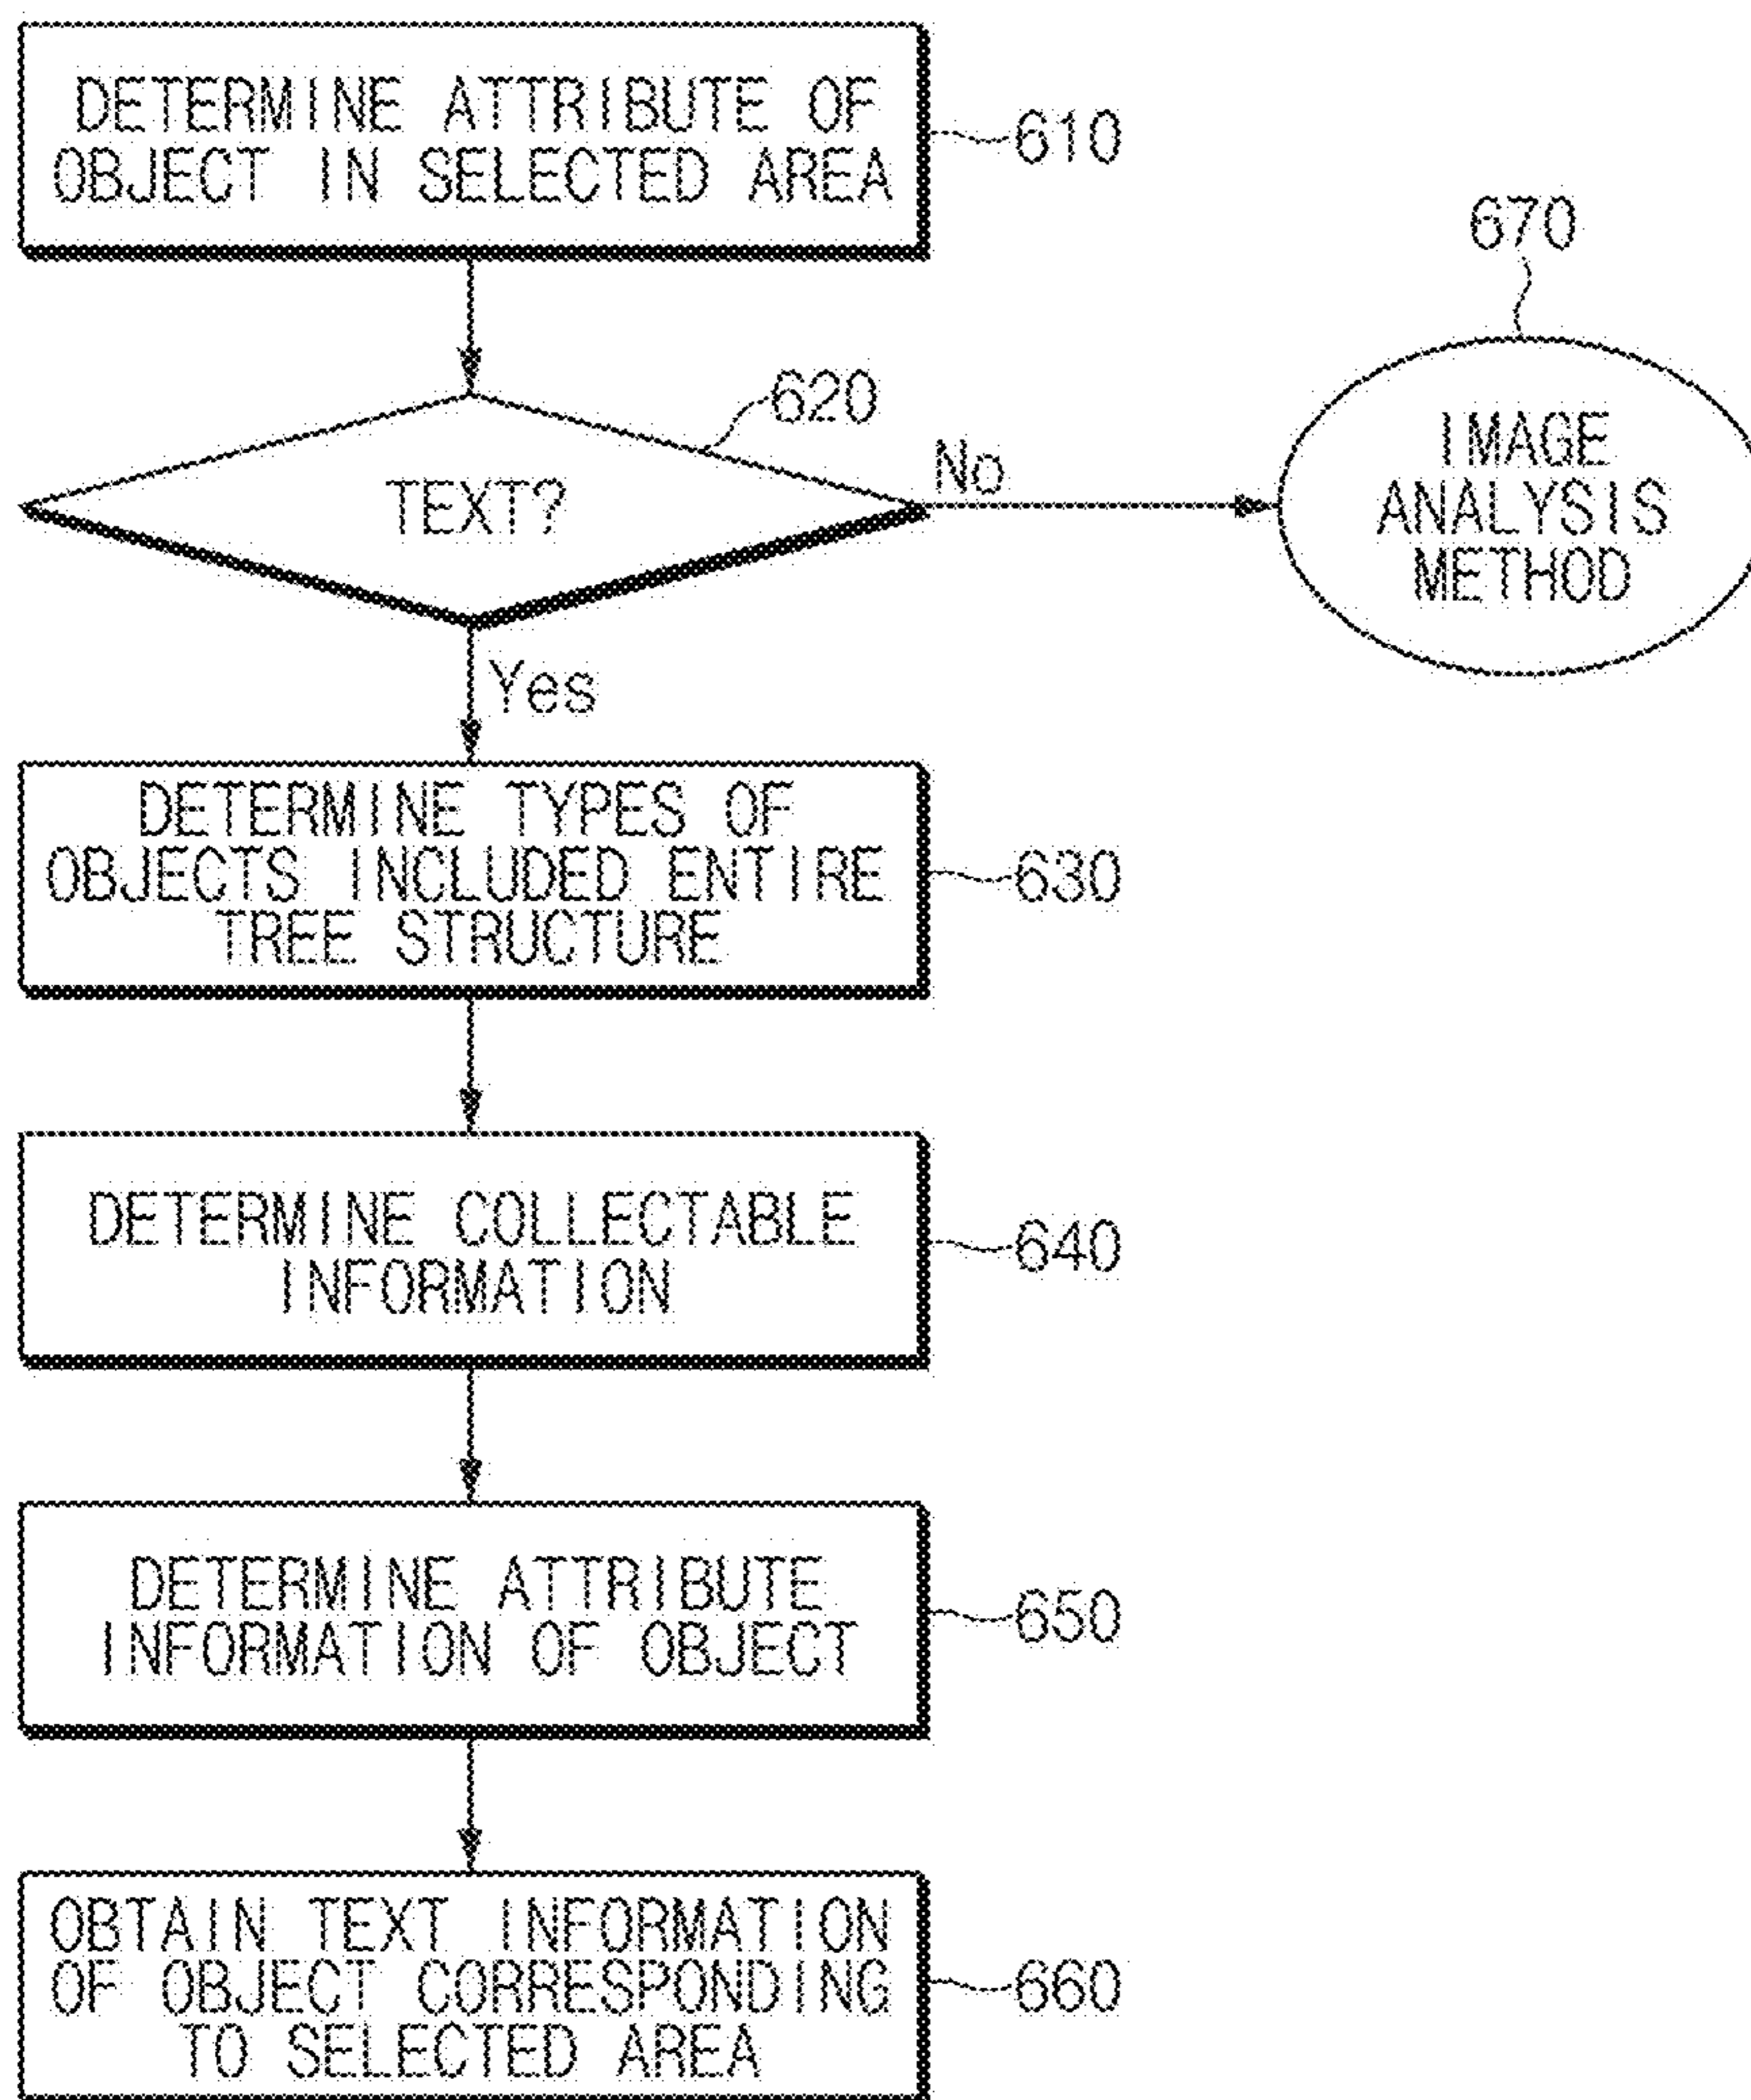 DETERMINE ATTRIBUTE OF
OBJECT IN SELECTED AREA
610
670
620
TEXT?
No
IMAGE
ANALYSIS
METHOD
Yes
DETERMINE TYPES OF
OBJECTS INCLUDED ENTIRE
TREE STRUCTURE
630
DETERMINE COLLECTABLE
INFORMATION
640
DETERMINE ATTRIBUTE
INFORMATION OF OBJECT
650
OBTAIN TEXT INFORMATION
OF OBJECT CORRESPONDING
TO SELECTED AREA
660